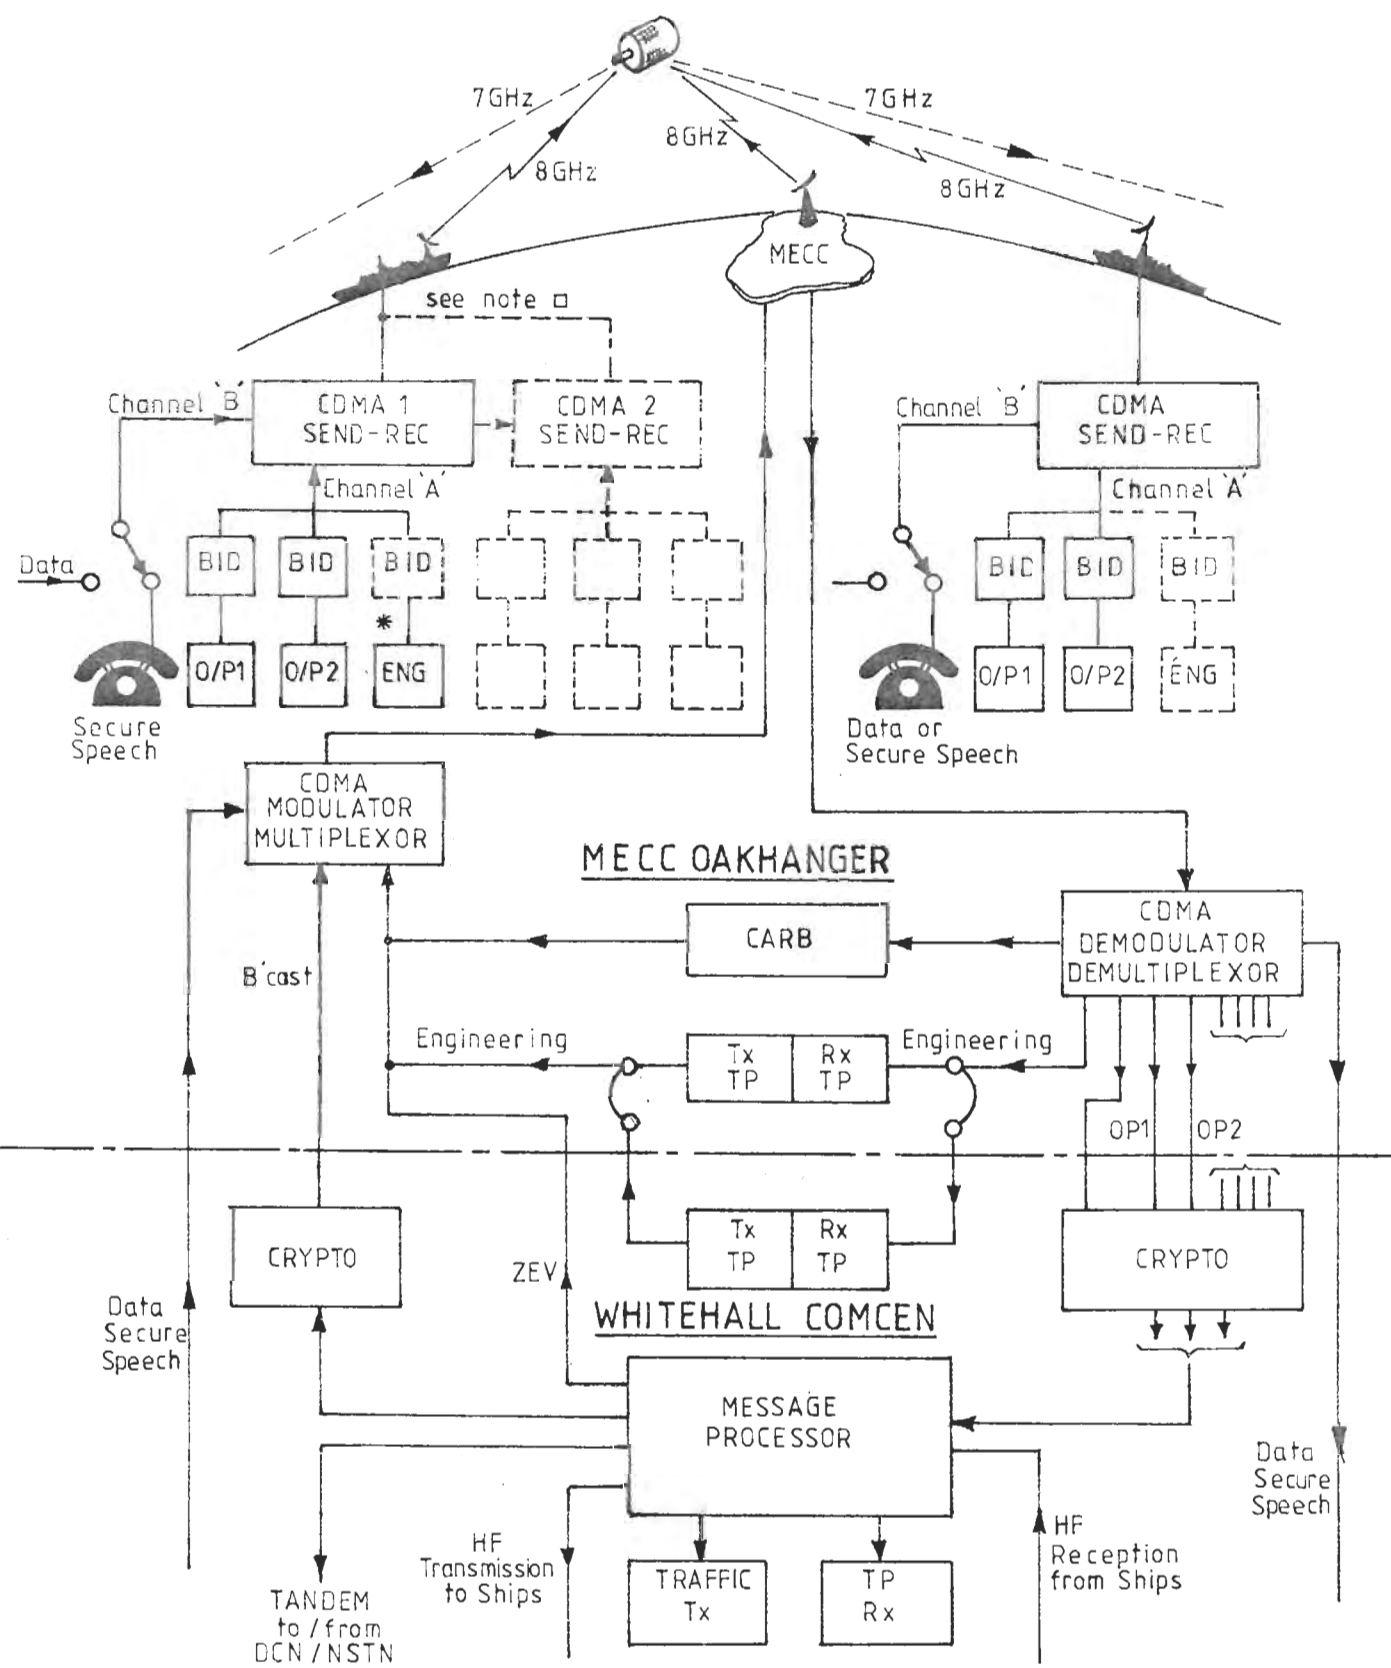 7GHz
7GHz
8GHz
8GHz
8GHz
MECC
see note □
Channel 'B'
CDMA 1
SEND-REC
CDMA 2
SEND-REC
Channel 'B'
CDMA
SEND-REC
Channel 'A'
Channel 'A'
Data
BID
BID
BID
BID
BID
BID
*
O/P1
O/P2
ENG
O/P1
O/P2
ENG
Secure
Speech
Data or
Secure Speech
CDMA
MODULATOR
MULTIPLEXOR
MECC OAKHANGER
CARB
CDMA
DEMODULATOR
DEMULTIPLEXOR
B'cast
Engineering
Tx
TP
Rx
TP
Engineering
OP1
OP2
CRYPTO
Tx
TP
Rx
TP
CRYPTO
ZEV
WHITEHALL COMCEN
Data
Secure
Speech
MESSAGE
PROCESSOR
Data
Secure
Speech
HF
Transmission
to Ships
HF
Reception
from Ships
TRAFFIC
Tx
TP
Rx
TANDEM
to/from
DCN/NSTN